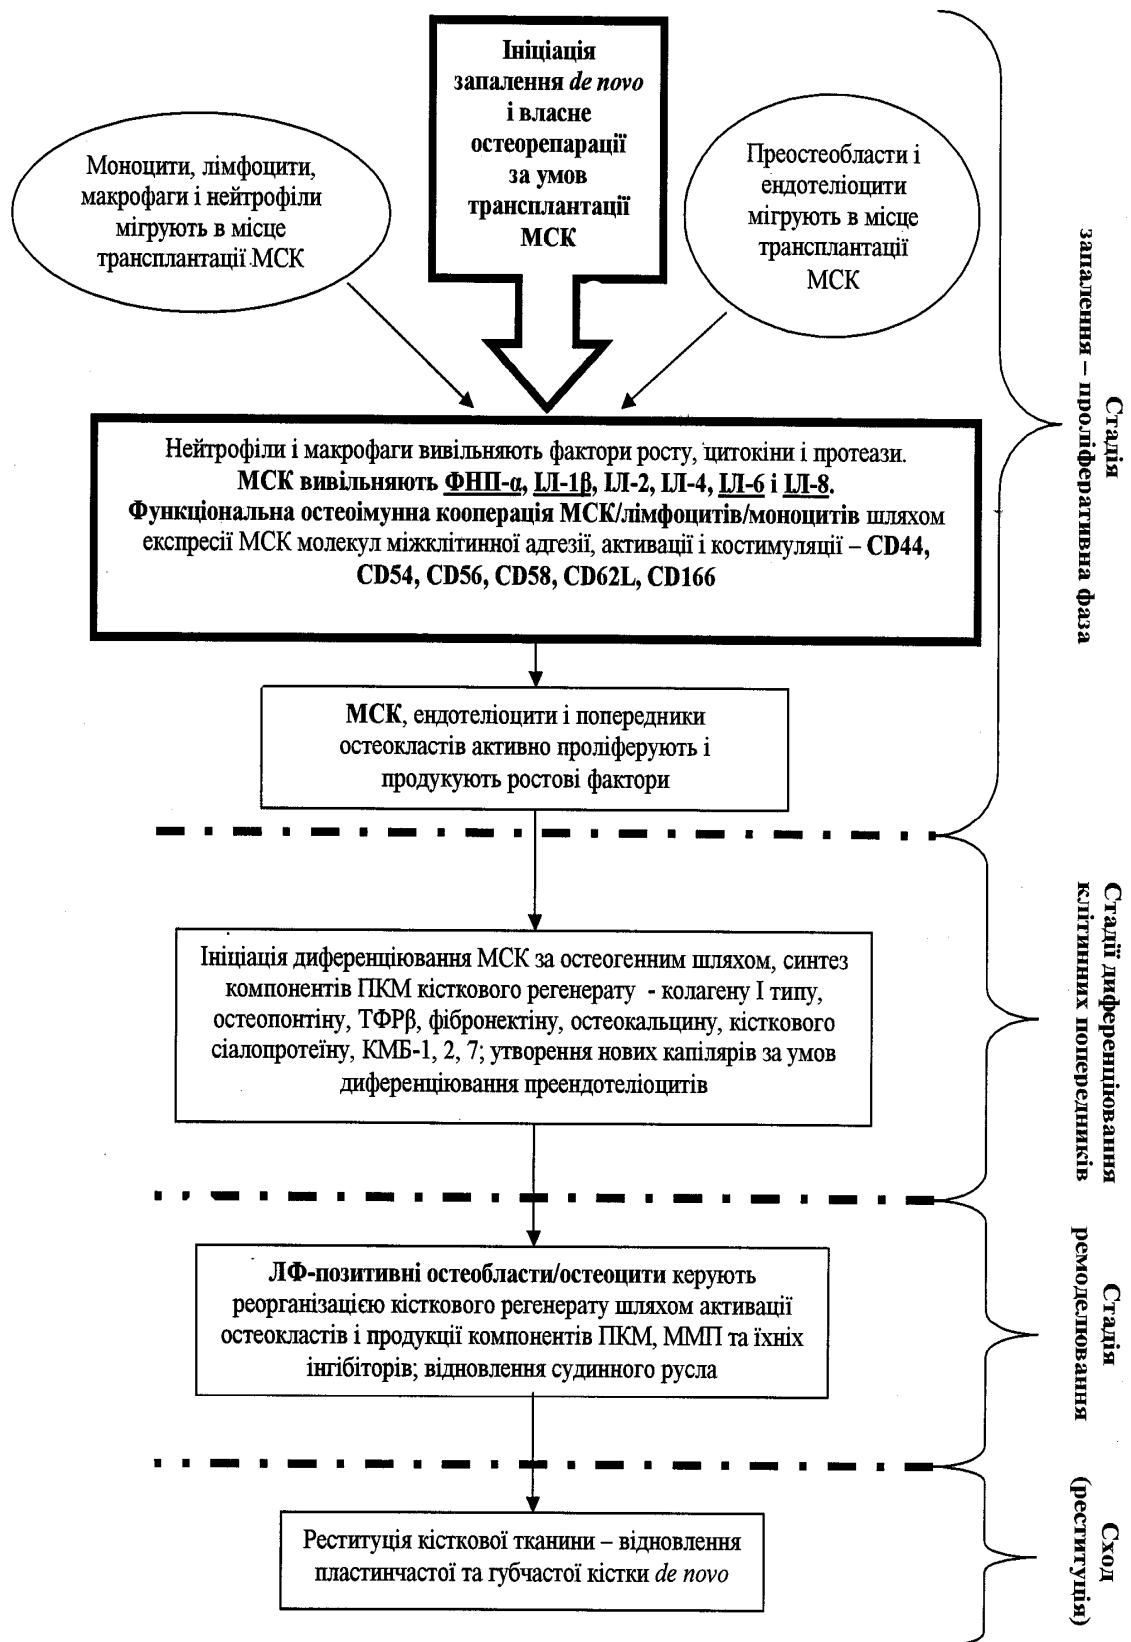 Ініціація
запалення de novo
і власне
остеорепарації
за умов
трансплантації
МСК
Моноцити, лімфоцити,
макрофаги і нейтрофіли
мігрують в місце
трансплантації МСК
Преостеобласти і
ендотеліоцити
мігрують в місце
трансплантації
МСК
Нейтрофіли і макрофаги вивільняють фактори росту, цитокіни і протеази.
МСК вивільняють ФНП-α, ІЛ-1β, ІЛ-2, ІЛ-4, ІЛ-6 і ІЛ-8.
Функціональна остеоімунна кооперація МСК/лімфоцитів/моноцитів шляхом
експресії МСК молекул міжклітинної адгезії, активації і костимуляції – CD44,
CD54, CD56, CD58, CD62L, CD166
МСК, ендотеліоцити і попередники
остеокластів активно проліферують і
продукують ростові фактори
Стадія
запалення – проліферативна фаза
Ініціація диференціювання МСК за остеогенним шляхом, синтез
компонентів ПКМ кісткового регенерату - колагену І типу,
остеопонтіну, ТФРβ, фібронектіну, остеокальцину, кісткового
сіалопротеїну, КМБ-1, 2, 7; утворення нових капілярів за умов
диференціювання преендотеліоцитів
Стадії диференціювання
клітинних попередників
ЛФ-позитивні остеобласти/остеоцити керують
реорганізацією кісткового регенерату шляхом активації
остеокластів і продукції компонентів ПКМ, ММП та їхніх
інгібіторів; відновлення судинного русла
Стадія
ремоделювання
Реституція кісткової тканини – відновлення
пластинчастої та губчастої кістки de novo
Сход
(реституція)